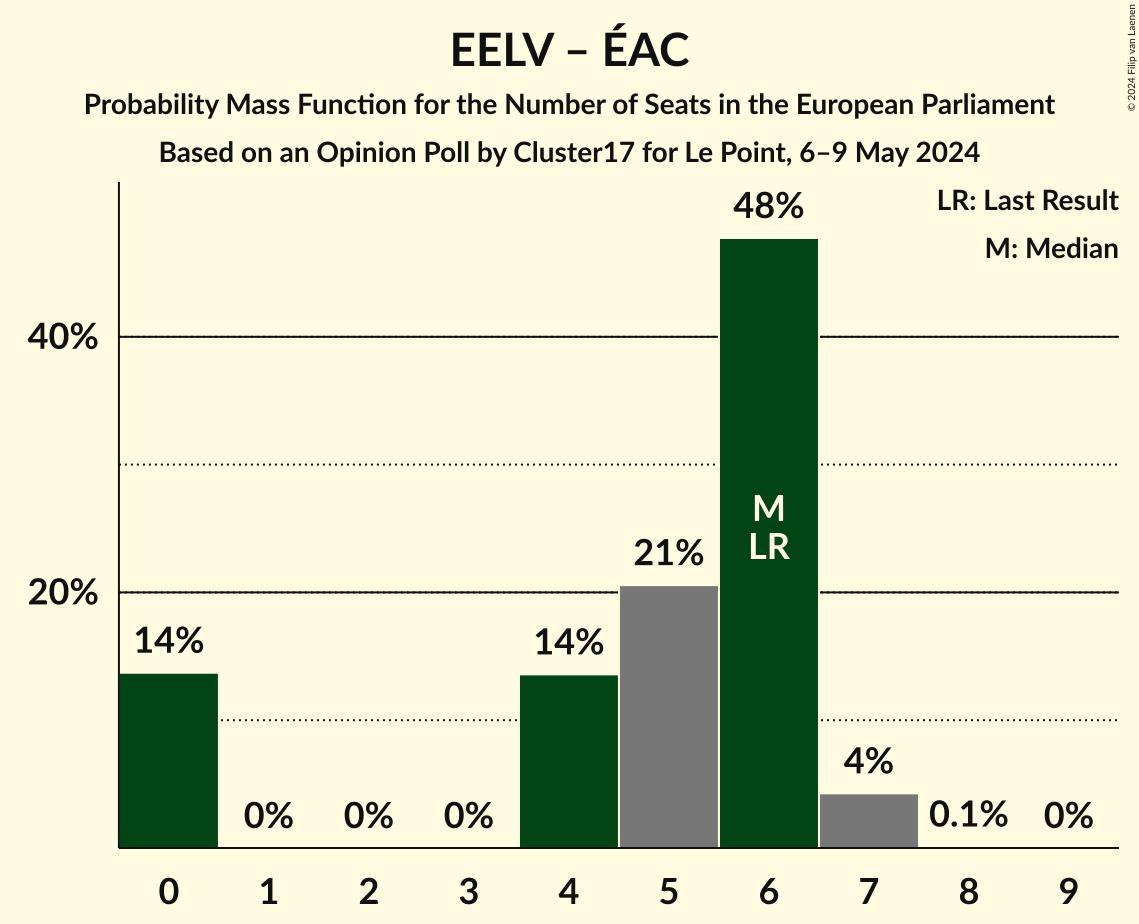 EELV – ÉAC
Probability Mass Function for the Number of Seats in the European Parliament
Based on an Opinion Poll by Cluster17 for Le Point, 6–9 May 2024
© 2024 Filip van Laenen
LR: Last Result
M: Median
40%
20%
14%
0%
0%
0%
14%
21%
48%
M
LR
4%
0.1%
0%
0 1 2 3 4 5 6 7 8 9